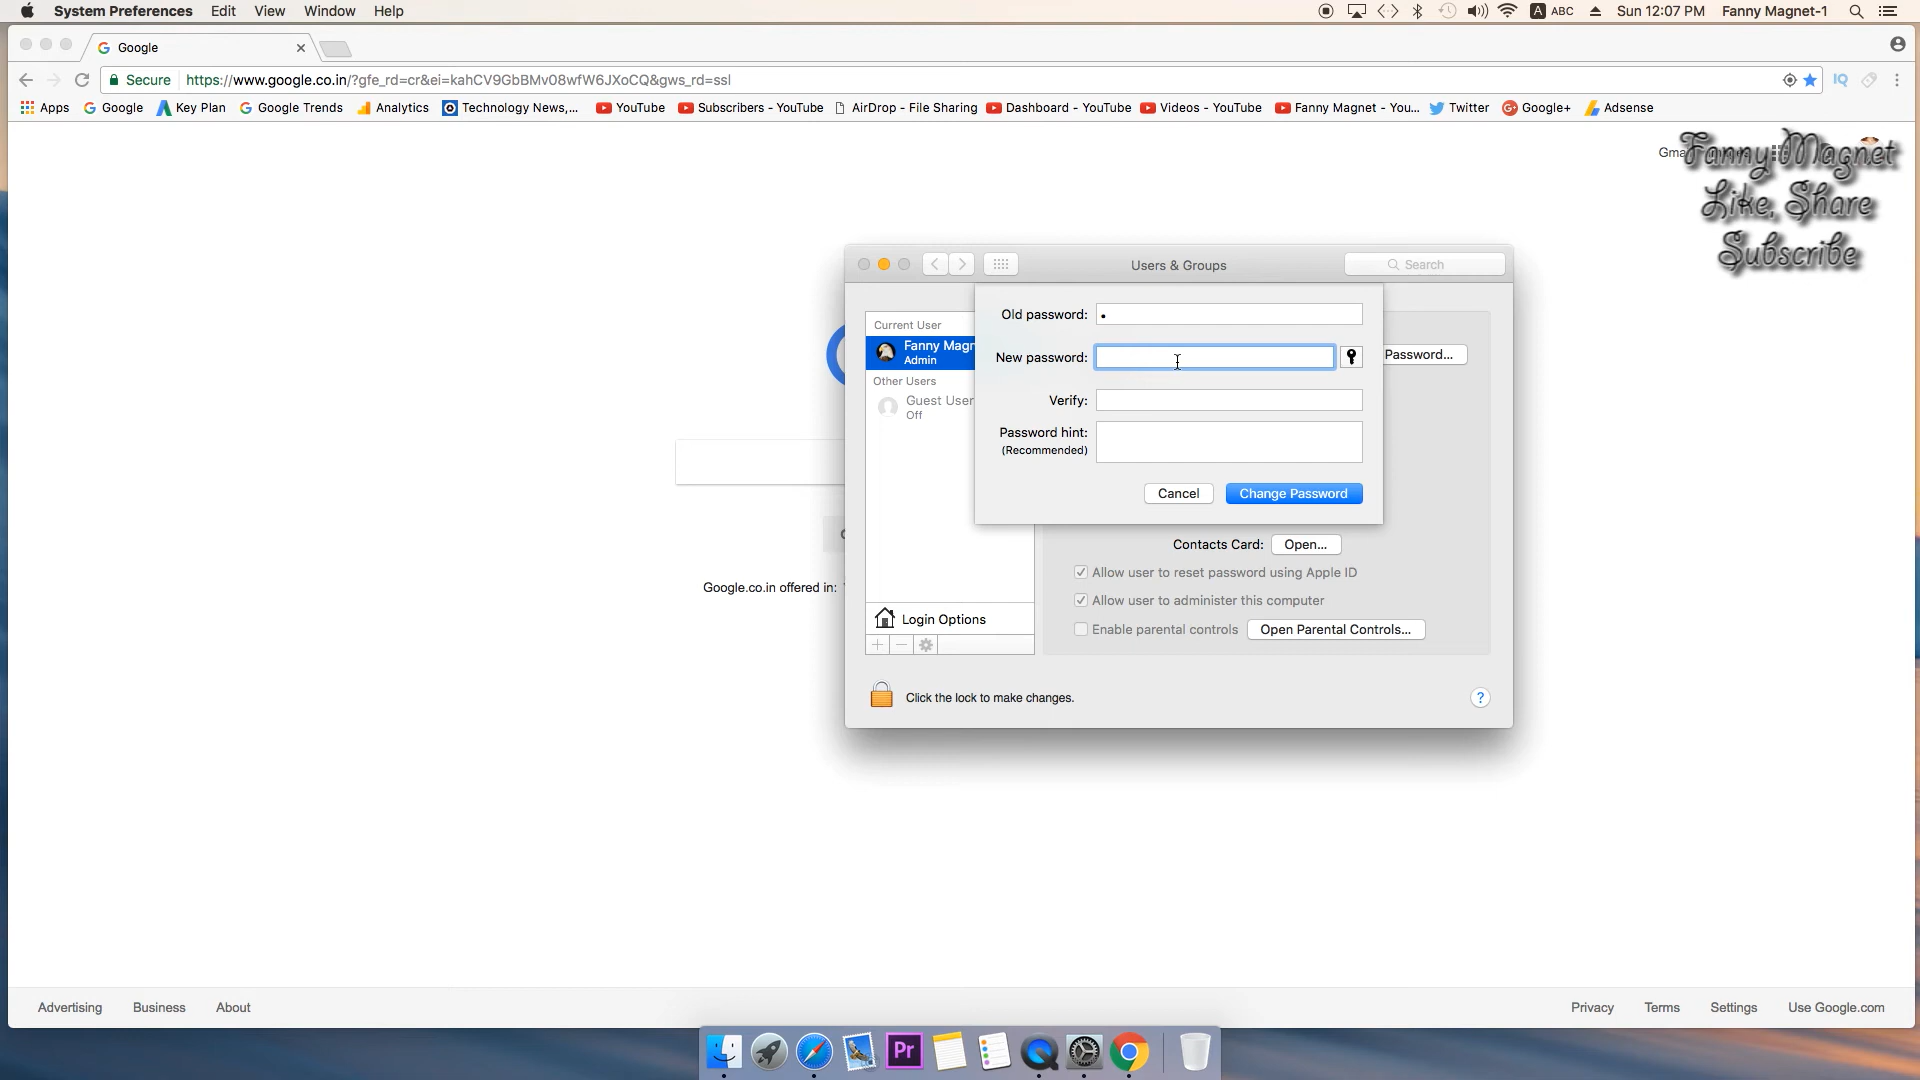 System Preferences Edit View Window Help
A ABC Sun 12:07 PM Fanny Magnet-1
Google
Secure https://www.google.co.in/?gfe_rd=cr&ei=kahCV9GbBMv08wfW6JXoCQ&gws_rd=ssl
IQ
Apps Google Key Plan Google Trends Analytics Technology News,... YouTube Subscribers - YouTube AirDrop - File Sharing Dashboard - YouTube Videos - YouTube Fanny Magnet - You... Twitter Google+ Adsense
Fanny Magnet
Like, Share
Subscribe
Users & Groups
Search
Current User
Fanny Magn
Admin
Other Users
Guest User
Off
Old password: •
New password:
Verify:
Password hint:
(Recommended)
Cancel Change Password
Password...
Contacts Card: Open...
Allow user to reset password using Apple ID
Allow user to administer this computer
Enable parental controls Open Parental Controls...
Login Options
Click the lock to make changes.
?
Google.co.in offered in:
Advertising Business About
Privacy Terms Settings Use Google.com
Pr